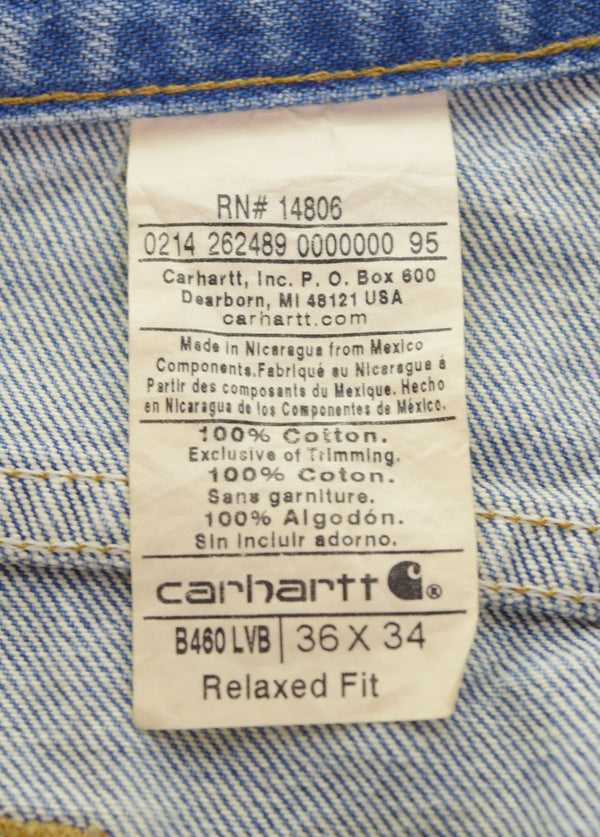 RN# 14806
0214 262489 0000000 95
Carhartt, Inc. P. O. Box 600
Dearborn, MI 48121 USA
carhartt.com
Made in Nicaragua from Mexico
Components.Fabriqué au Nicaragua á
Partir des composants du Mexique. Hecho
en Nicaragua de los Componentes de México.
100% Cotton.
Exclusive of Trimming.
100% Coton.
Sans garniture.
100% Algodón.
Sin Incluir adorno.
carhartt ®
B460 LVB 36 X 34
Relaxed Fit